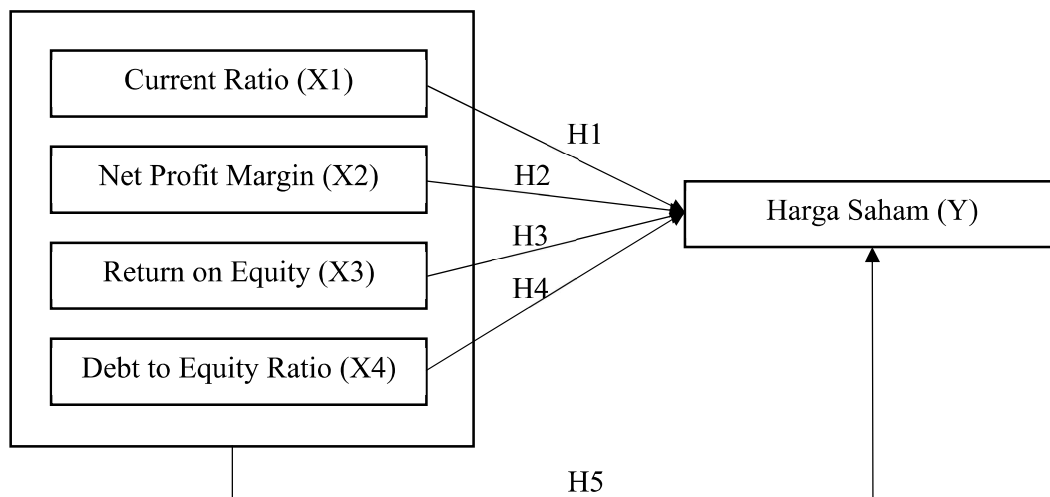 Current Ratio (X1)
H1
Net Profit Margin (X2)
H2
Harga Saham (Y)
H3
Return on Equity (X3)
H4
Debt to Equity Ratio (X4)
H5